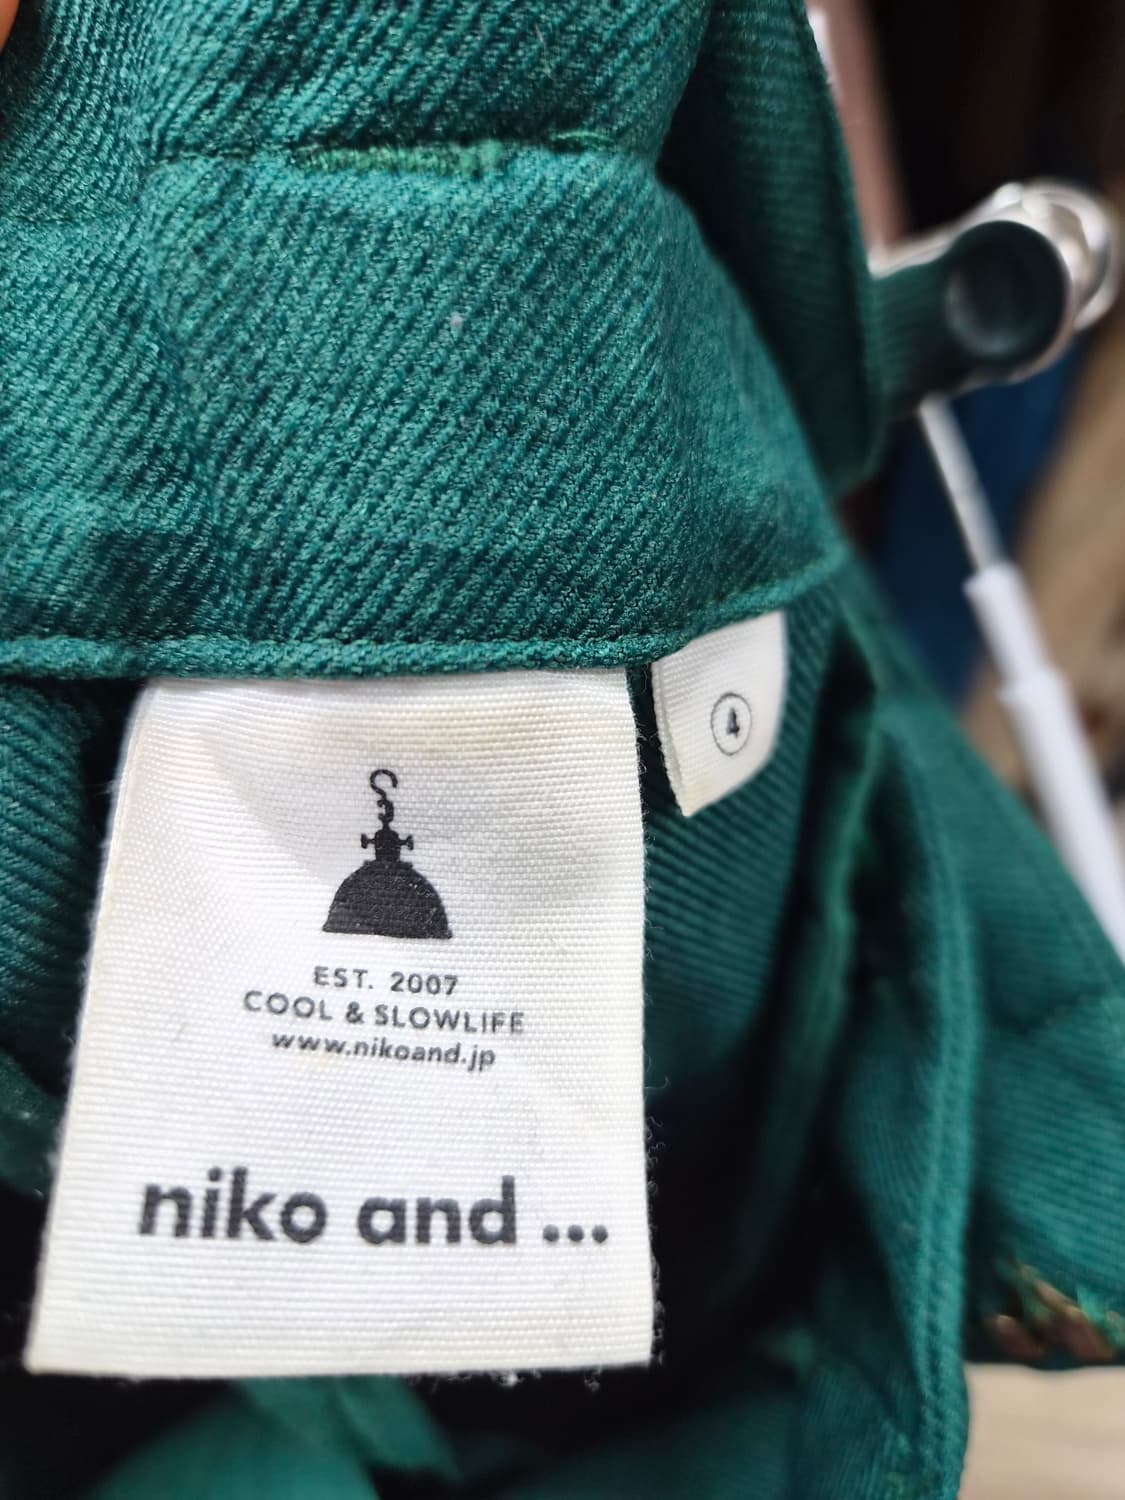 4
EST. 2007
COOL & SLOWLIFE
www.nikoand.jp
niko and ...